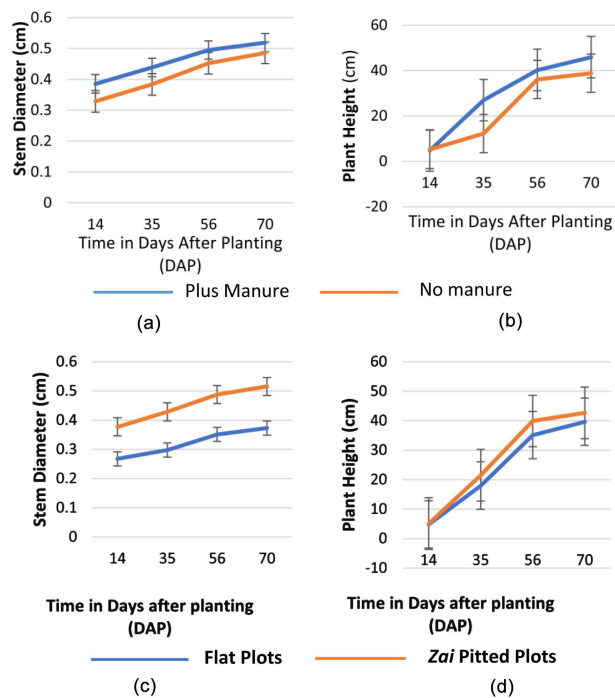 Stem Diameter (cm)
0.6
0.5
0.4
0.3
0.2
0.1
0
14 35 56 70
Time in Days After Planting
(DAP)
Plant Height (cm)
60
40
20
0
-20
14 35 56 70
Time in Days After Planting
(DAP)
Plus Manure
No manure
(a)
(b)
Stem Diameter (cm)
0.6
0.5
0.4
0.3
0.2
0.1
0
14 35 56 70
Time in Days after planting
(DAP)
Plant Height (cm)
60
50
40
30
20
10
0
-10
14 35 56 70
Time in Days after planting
(DAP)
Flat Plots
Zai Pitted Plots
(c)
(d)